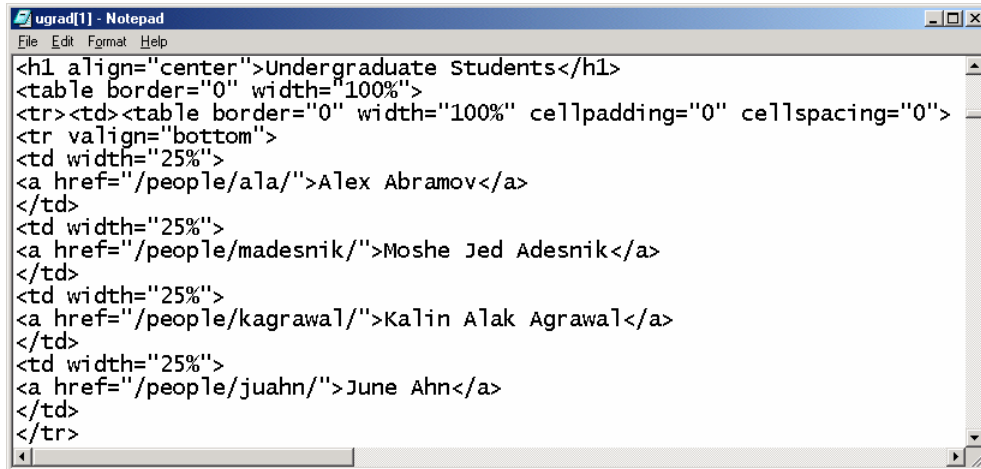 ugrad[1] - Notepad
File Edit Format Help
<h1 align="center">Undergraduate Students</h1>
<table border="0" width="100%">
<tr><td><table border="0" width="100%" cellpadding="0" cellspacing="0">
<tr valign="bottom">
<td width="25%">
<a href="/people/ala/">Alex Abramov</a>
</td>
<td width="25%">
<a href="/people/madesnik/">Moshe Jed Adesnik</a>
</td>
<td width="25%">
<a href="/people/kagrawal/">Kalin Alak Agrawal</a>
</td>
<td width="25%">
<a href="/people/juahn/">June Ahn</a>
</td>
</tr>